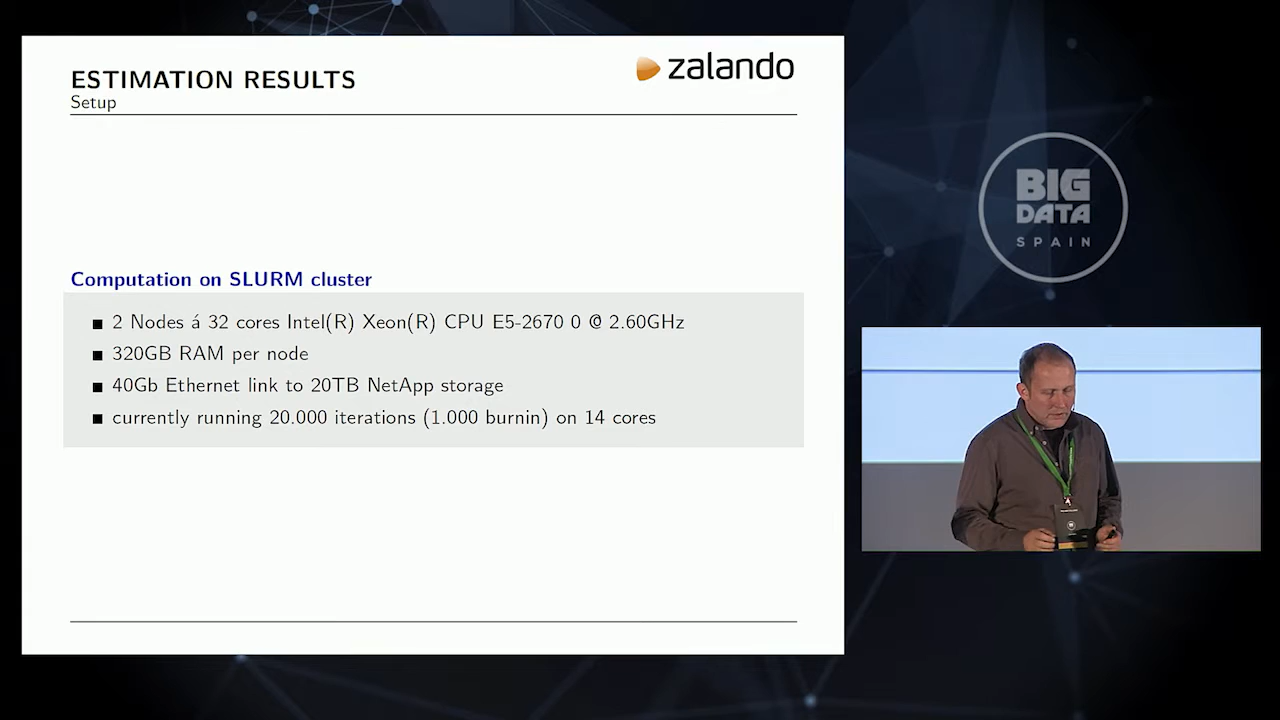 ESTIMATION RESULTS
Setup
zalando
Computation on SLURM cluster
2 Nodes á 32 cores Intel(R) Xeon(R) CPU E5-2670 0 @ 2.60GHz
320GB RAM per node
40Gb Ethernet link to 20TB NetApp storage
currently running 20.000 iterations (1.000 burnin) on 14 cores
BIG
DATA
SPAIN